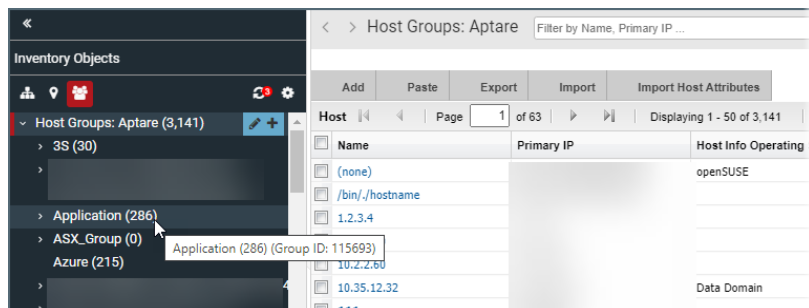 «
Inventory Objects
3
Host Groups: Aptare (3,141)
3S (30)
Application (286)
ASX_Group (0)
Azure (215)
4
< > Host Groups: Aptare
Filter by Name, Primary IP ...
Add Paste Export Import Import Host Attributes
Host Page 1 of 63 Displaying 1 - 50 of 3,141
Name Primary IP Host Info Operating
(none) openSUSE
/bin/./hostname
1.2.3.4
Application (286) (Group ID: 115693)
10.2.2.60
10.35.12.32 Data Domain